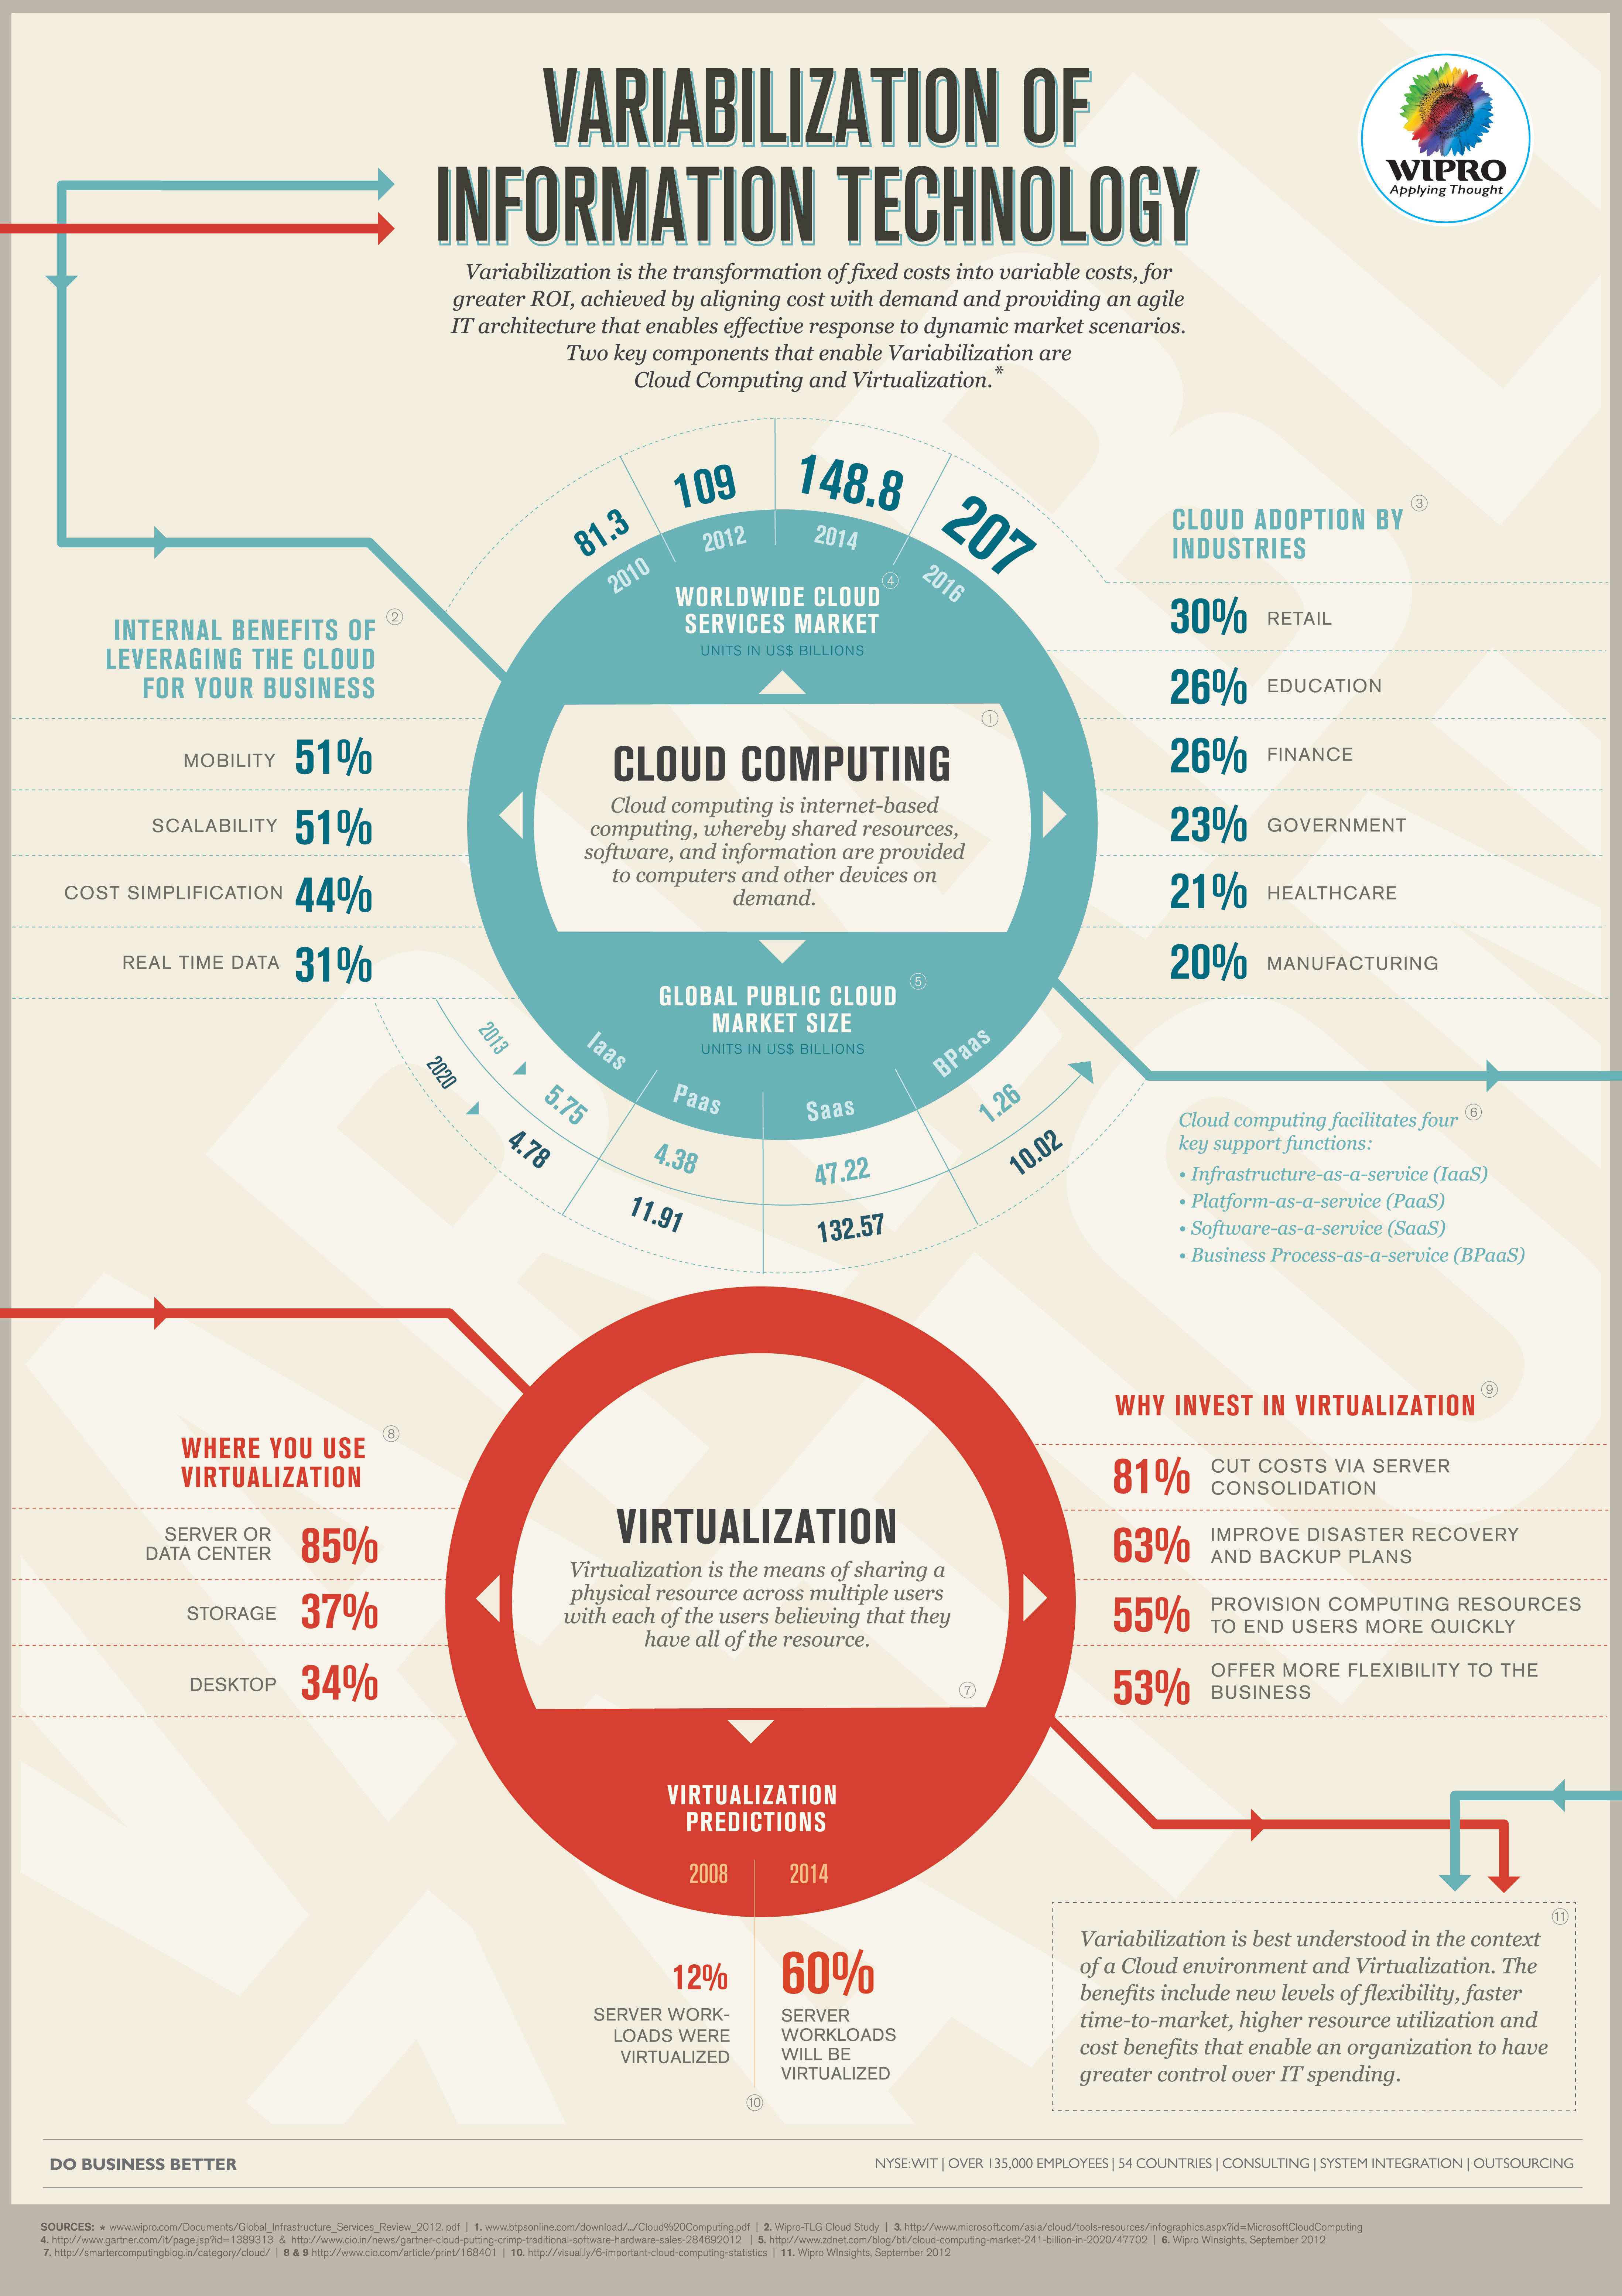 VARIABILIZATION OF
INFORMATION TECHNOLOGY
WIPRO
Applying Thought
Variabilization is the transformation of fixed costs into variable costs, for
greater ROI, achieved by aligning cost with demand and providing an agile
IT architecture that enables effective response to dynamic market scenarios.
Two key components that enable Variabilization are
Cloud Computing and Virtualization.*
81.3
109
148.8
207
2010
2012
2014
2016
WORLDWIDE CLOUD 4
SERVICES MARKET
UNITS IN US$ BILLIONS
INTERNAL BENEFITS OF 2
LEVERAGING THE CLOUD
FOR YOUR BUSINESS
MOBILITY 51%
SCALABILITY 51%
COST SIMPLIFICATION 44%
REAL TIME DATA 31%
1
CLOUD COMPUTING
Cloud computing is internet-based
computing, whereby shared resources,
software, and information are provided
to computers and other devices on
demand.
CLOUD ADOPTION BY 3
INDUSTRIES
30% RETAIL
26% EDUCATION
26% FINANCE
23% GOVERNMENT
21% HEALTHCARE
20% MANUFACTURING
GLOBAL PUBLIC CLOUD 5
MARKET SIZE
UNITS IN US$ BILLIONS
Iaas
Paas
Saas
BPaas
2013
5.75
4.38
47.22
1.26
2020
4.78
11.91
132.57
10.02
Cloud computing facilitates four 6
key support functions:
• Infrastructure-as-a-service (IaaS)
• Platform-as-a-service (PaaS)
• Software-as-a-service (SaaS)
• Business Process-as-a-service (BPaaS)
WHERE YOU USE 8
VIRTUALIZATION
SERVER OR
DATA CENTER 85%
STORAGE 37%
DESKTOP 34%
VIRTUALIZATION
Virtualization is the means of sharing a
physical resource across multiple users
with each of the users believing that they
have all of the resource.
7
WHY INVEST IN VIRTUALIZATION 9
81% CUT COSTS VIA SERVER
CONSOLIDATION
63% IMPROVE DISASTER RECOVERY
AND BACKUP PLANS
55% PROVISION COMPUTING RESOURCES
TO END USERS MORE QUICKLY
53% OFFER MORE FLEXIBILITY TO THE
BUSINESS
VIRTUALIZATION
PREDICTIONS
2008
2014
12%
SERVER WORK-
LOADS WERE
VIRTUALIZED
60%
SERVER
WORKLOADS
WILL BE
VIRTUALIZED
10
11
Variabilization is best understood in the context
of a Cloud environment and Virtualization. The
benefits include new levels of flexibility, faster
time-to-market, higher resource utilization and
cost benefits that enable an organization to have
greater control over IT spending.
DO BUSINESS BETTER
NYSE:WIT | OVER 135,000 EMPLOYEES | 54 COUNTRIES | CONSULTING | SYSTEM INTEGRATION | OUTSOURCING
SOURCES: * www.wipro.com/Documents/Global_Infrastructure_Services_Review_2012. pdf | 1. www.btpsonline.com/download/../Cloud%20Computing.pdf | 2. Wipro-TLG Cloud Study | 3. http://www.microsoft.com/asia/cloud/tools-resources/infographics.aspx?id=MicrosoftCloudComputing
4. http://www.gartner.com/it/page.jsp?id=1389313 & http://www.cio.in/news/gartner-cloud-putting-crimp-traditional-software-hardware-sales-284692012 | 5. http://www.zdnet.com/blog/btl/cloud-computing-market-241-billion-in-2020/47702 | 6. Wipro WInsights, September 2012
7. http://smartercomputingblog.in/category/cloud/ | 8 & 9 http://www.cio.com/article/print/168401 | 10. http://visual.ly/6-important-cloud-computing-statistics | 11. Wipro WInsights, September 2012